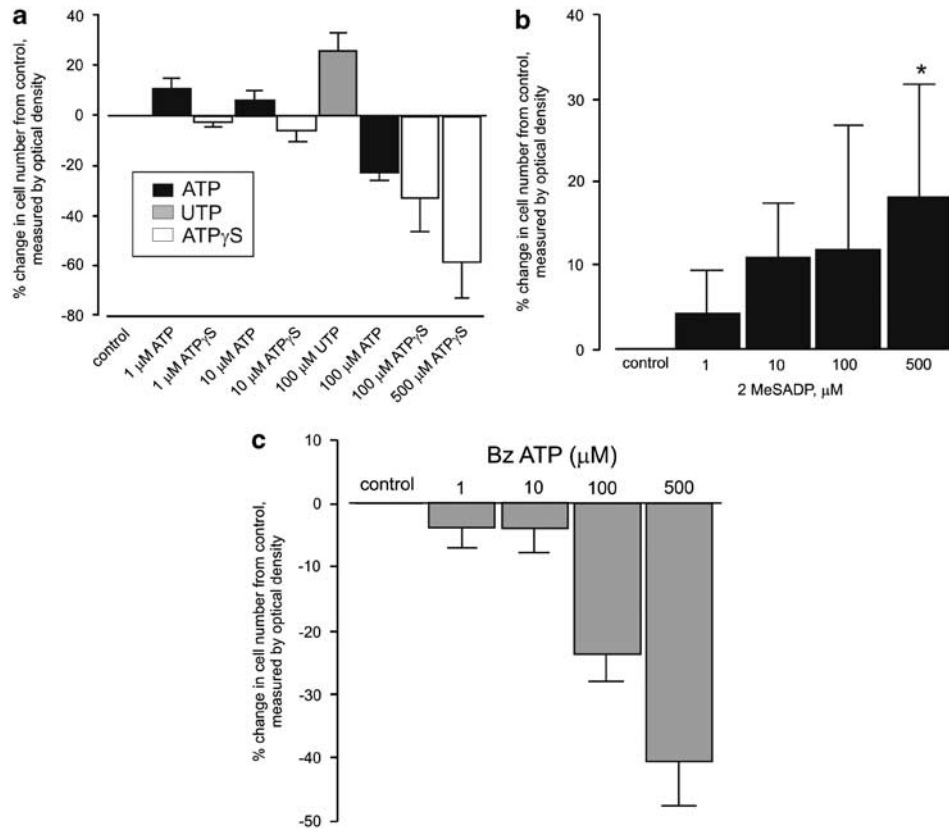 a
% change in cell number from control,
measured by optical density
40
20
0
-20
-40
-60
-80
ATP
UTP
ATPγS
control
1 μM ATP
1 μM ATPγS
10 μM ATP
10 μM ATPγS
100 μM UTP
100 μM ATP
100 μM ATPγS
500 μM ATPγS
b
% change in cell number from control,
measured by optical density
40
30
20
10
0
*
control 1 10 100 500
2 MeSADP, μM
c
% change in cell number from control,
measured by optical density
10
0
-10
-20
-30
-40
-50
Bz ATP (μM)
control 1 10 100 500